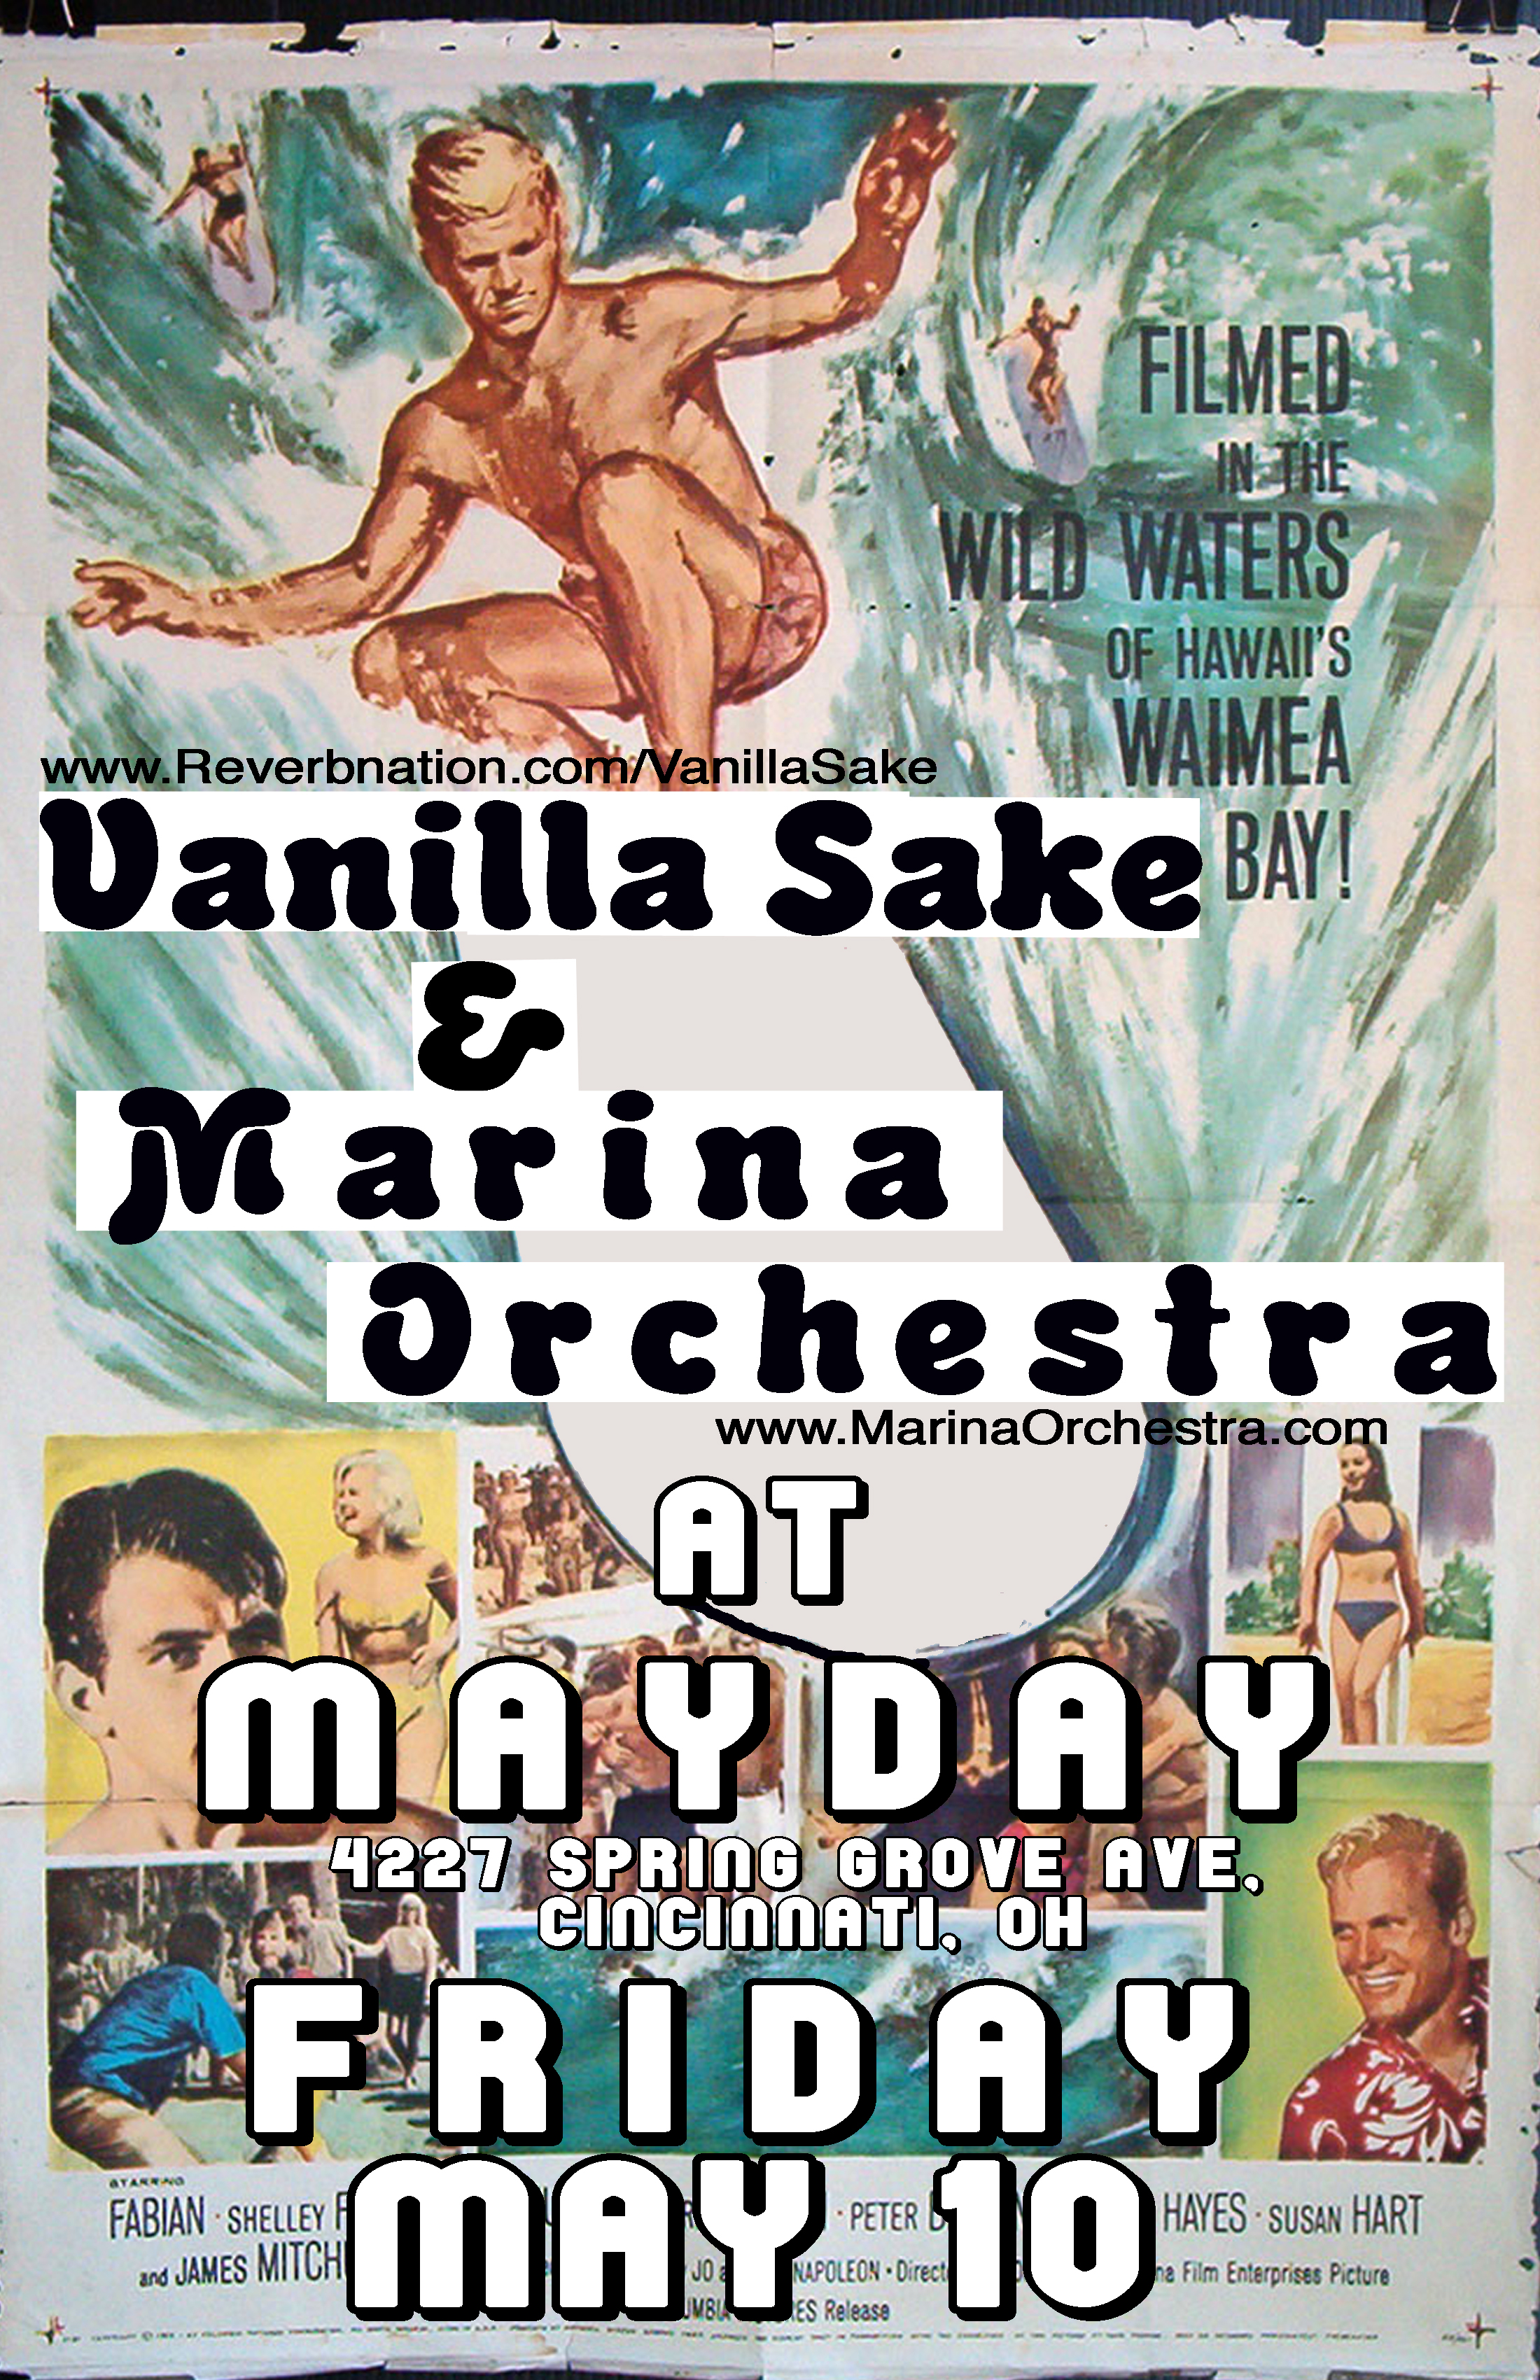 FILMED
IN THE
WILD WATERS
OF HAWAII'S
WAIMEA
BAY!
www.Reverbnation.com/VanillaSake
Vanilla Sake
&
Marina
Orchestra
www.MarinaOrchestra.com
AT
MAYDAY
4227 SPRING GROVE AVE,
CINCINNATI, OH
FRIDAY
MAY 10
STARRING
FABIAN · SHELLEY · PETER HAYES · SUSAN HART
and JAMES JO NAPOLEON · Film Enterprises Picture
Release